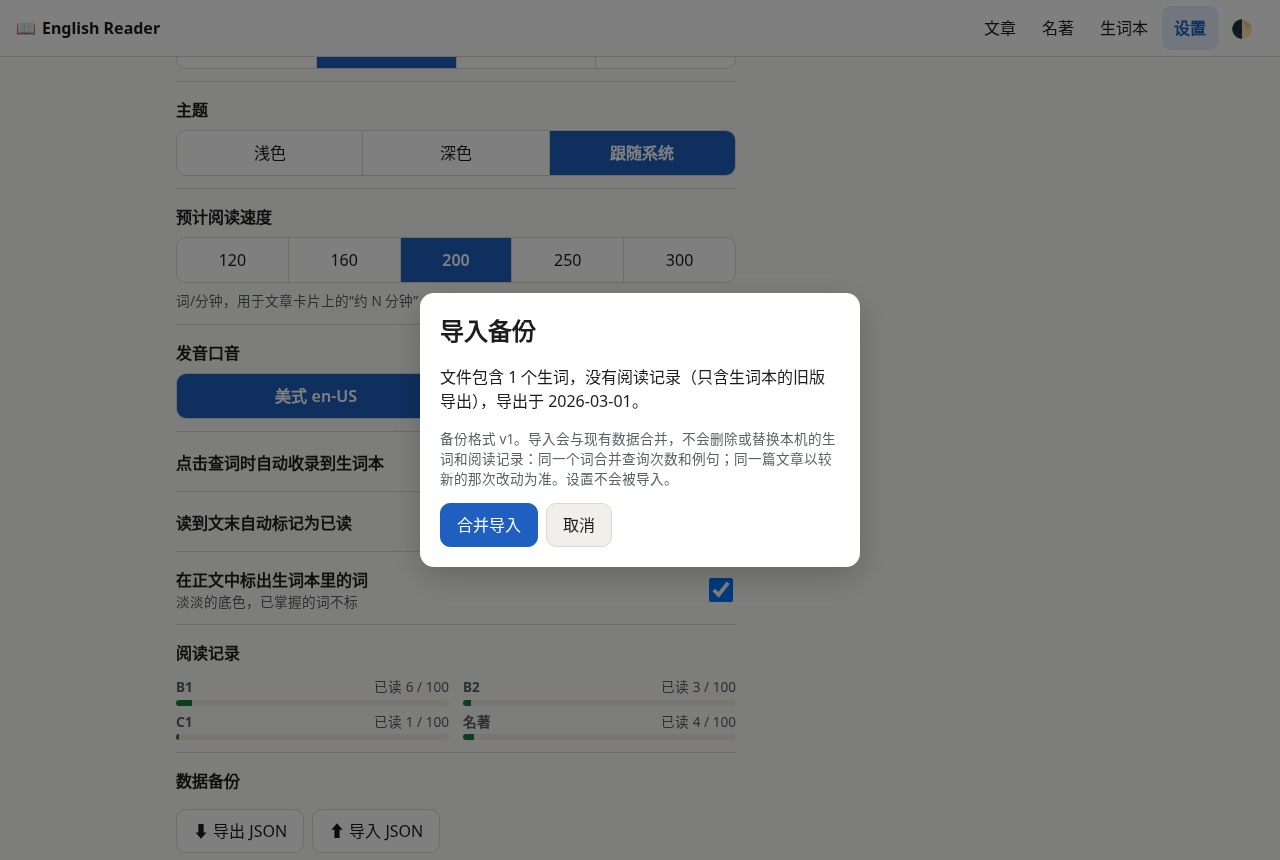 📖 English Reader
文章
名著
生词本
设置
主题
浅色
深色
跟随系统
预计阅读速度
120
160
200
250
300
词/分钟，用于文章卡片上的“约 N 分钟”
发音口音
美式 en-US
点击查词时自动收录到生词本
读到文末自动标记为已读
在正文中标出生词本里的词
淡淡的底色，已掌握的词不标
导入备份
文件包含 1 个生词，没有阅读记录（只含生词本的旧版
导出），导出于 2026-03-01。
备份格式 v1。导入会与现有数据合并，不会删除或替换本机的生
词和阅读记录：同一个词合并查询次数和例句；同一篇文章以较
新的那次改动为准。设置不会被导入。
合并导入
取消
阅读记录
B1
已读 6 / 100
B2
已读 3 / 100
C1
已读 1 / 100
名著
已读 4 / 100
数据备份
⬇ 导出 JSON
⬆ 导入 JSON